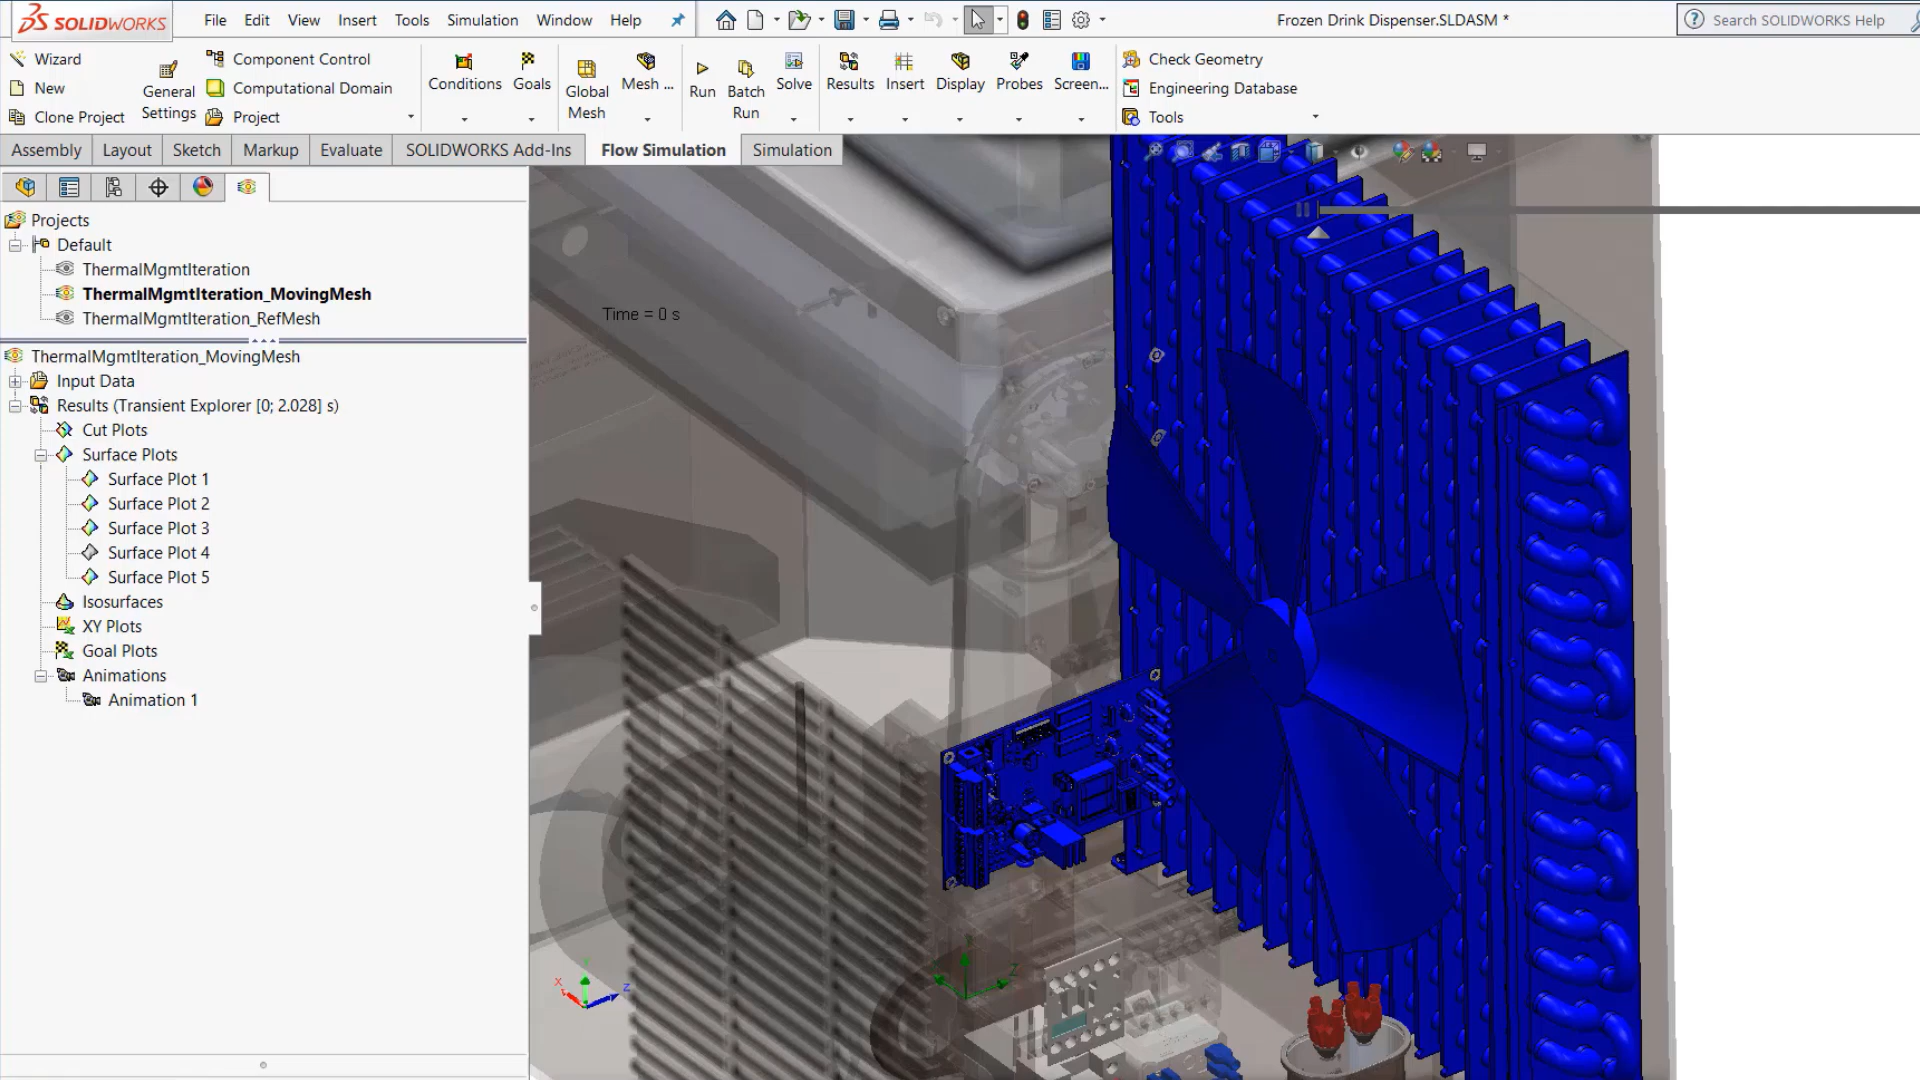 SOLIDWORKS File Edit View Insert Tools Simulation Window Help Frozen Drink Dispenser.SLDASM * Search SOLIDWORKS Help
Wizard
New
Clone Project
General
Settings
Component Control
Computational Domain
Project
Conditions
Goals
Global
Mesh
Mesh ...
Run
Batch
Run
Solve
Results
Insert
Display
Probes
Screen...
Check Geometry
Engineering Database
Tools
Assembly Layout Sketch Markup Evaluate SOLIDWORKS Add-Ins Flow Simulation Simulation
Projects
Default
ThermalMgmtIteration
ThermalMgmtIteration_MovingMesh
ThermalMgmtIteration_RefMesh
ThermalMgmtIteration_MovingMesh
Input Data
Results (Transient Explorer [0; 2.028] s)
Cut Plots
Surface Plots
Surface Plot 1
Surface Plot 2
Surface Plot 3
Surface Plot 4
Surface Plot 5
Isosurfaces
XY Plots
Goal Plots
Animations
Animation 1
Time = 0 s
X
Y
Z
Z